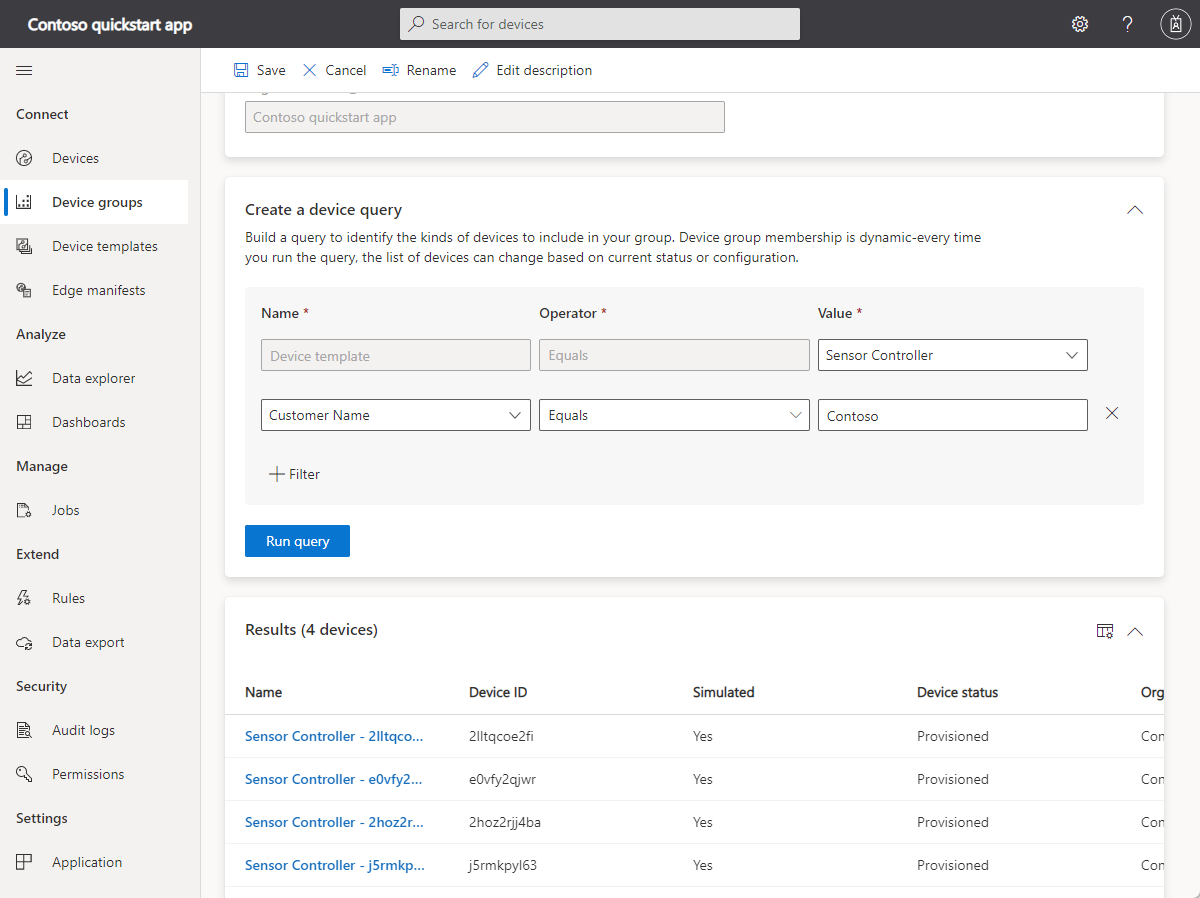 Contoso quickstart app
Search for devices
?
Save
Cancel
Rename
Edit description
Connect
Devices
Device groups
Device templates
Edge manifests
Analyze
Data explorer
Dashboards
Manage
Jobs
Extend
Rules
Data export
Security
Audit logs
Permissions
Settings
Application
Contoso quickstart app
Create a device query
Build a query to identify the kinds of devices to include in your group. Device group membership is dynamic-every time
you run the query, the list of devices can change based on current status or configuration.
Name * Operator * Value *
Device template Equals Sensor Controller
Customer Name Equals Contoso
Filter
Run query
Results (4 devices)
Name Device ID Simulated Device status Org
Sensor Controller - 2lltqco... 2lltqcoe2fi Yes Provisioned Con
Sensor Controller - e0vfy2... e0vfy2qjwr Yes Provisioned Con
Sensor Controller - 2hoz2r... 2hoz2rjj4ba Yes Provisioned Con
Sensor Controller - j5rmkp... j5rmkpyl63 Yes Provisioned Con